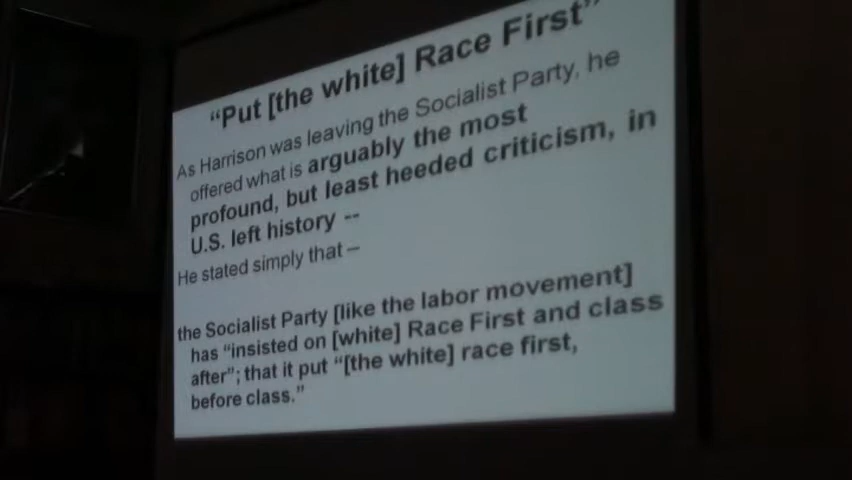 “Put [the white] Race First”
As Harrison was leaving the Socialist Party, he
offered what is arguably the most
profound, but least heeded criticism, in
U.S. left history --
He stated simply that –
the Socialist Party [like the labor movement]
has “insisted on [white] Race First and class
after”; that it put “[the white] race first,
before class.”